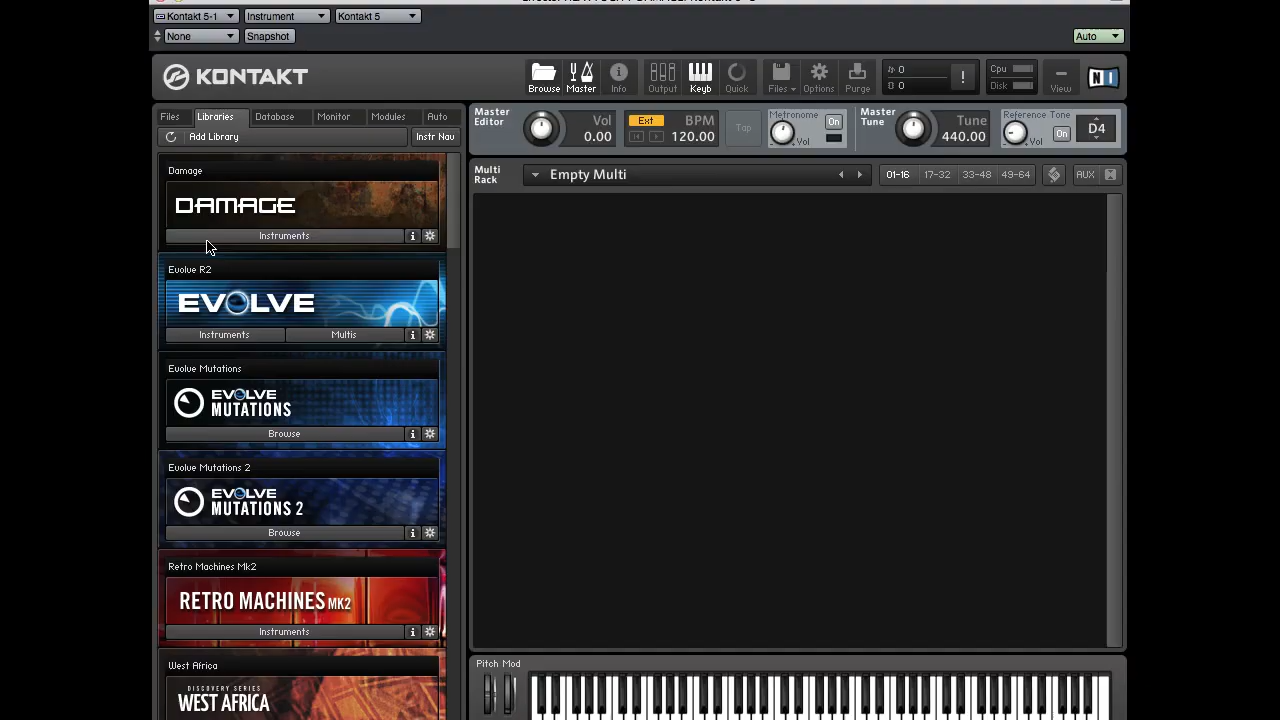 Kontakt 5-1 Instrument Kontakt 5
None Snapshot Auto
KONTAKT Browse Master Info Output Keyb Quick Files Options Purge 0 0 ! Cpu Disk View NI
Files Libraries Database Monitor Modules Auto
Add Library Instr Nav
Master Editor Vol 0.00 Ext BPM 120.00 Tap Metronome On Vol Master Tune Tune 440.00 Reference Tone On D4
Multi Rack Empty Multi 01-16 17-32 33-48 49-64 AUX
Damage
DAMAGE
Instruments i
Evolve R2
EVOLVE
Instruments Multis i
Evolve Mutations
EVOLVE
MUTATIONS
Browse i
Evolve Mutations 2
EVOLVE
MUTATIONS 2
Browse i
Retro Machines Mk2
RETRO MACHINES MK2
Instruments i
West Africa
DISCOVERY SERIES
WEST AFRICA
Pitch Mod